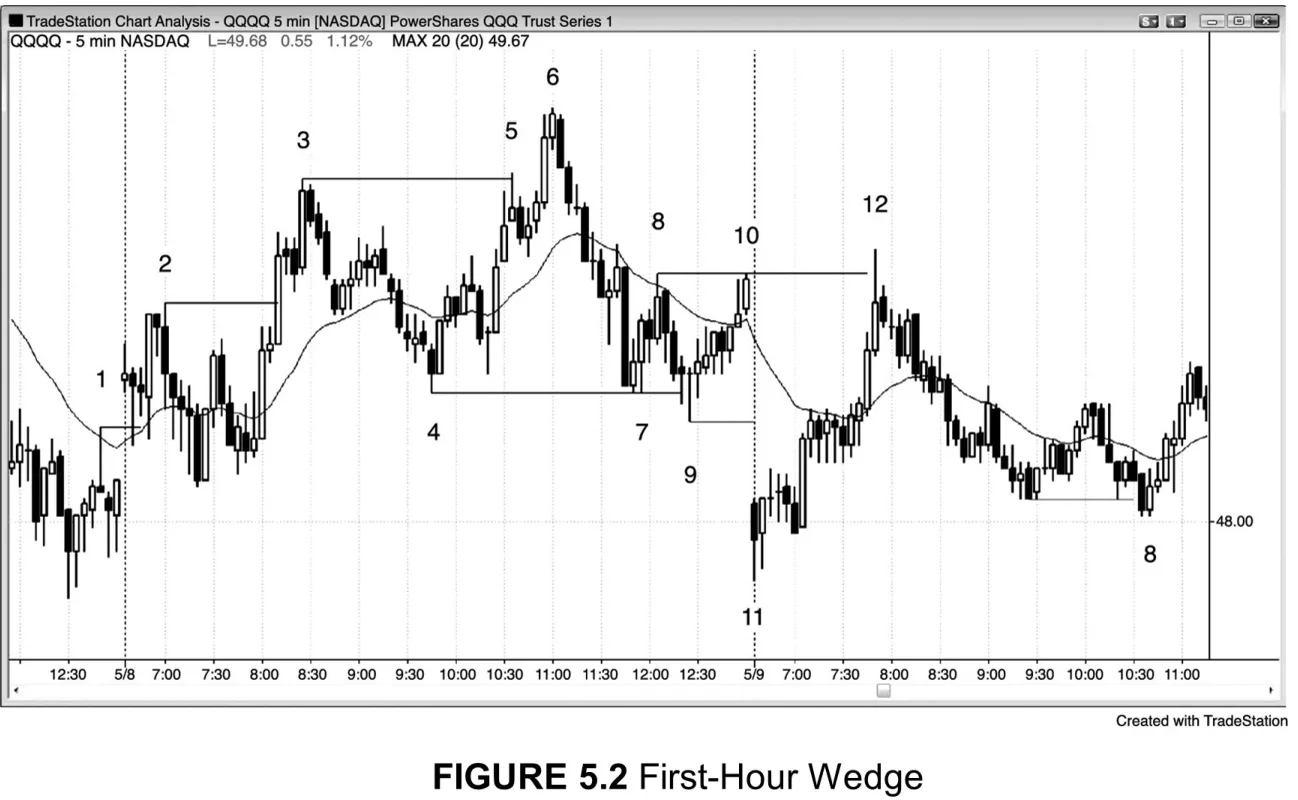 TradeStation Chart Analysis - QQQQ 5 min [NASDAQ] PowerShares QQQ Trust Series 1
S
QQQQ - 5 min NASDAQ L=49.68 0.55 1.12% MAX 20 (20) 49.67
6
5
3
12
8
10
2
1
4
7
9
48.00
8
11
12:30 5/8 7:00 7:30 8:00 8:30 9:00 9:30 10:00 10:30 11:00 11:30 12:00 12:30 5/9 7:00 7:30 8:00 8:30 9:00 9:30 10:00 10:30 11:00
Created with TradeStation
FIGURE 5.2 First-Hour Wedge